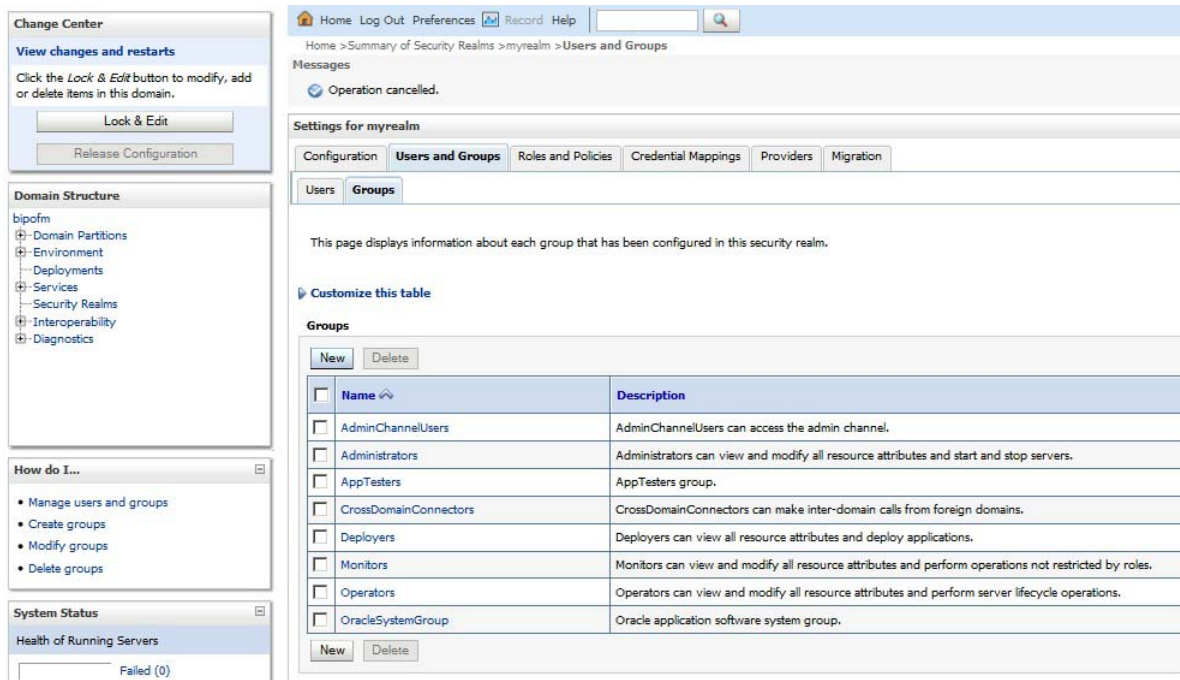 Change Center
View changes and restarts
Click the Lock & Edit button to modify, add
or delete items in this domain.
Lock & Edit
Release Configuration
Domain Structure
bipofm
Domain Partitions
Environment
Deployments
Services
Security Realms
Interoperability
Diagnostics
How do I...
Manage users and groups
Create groups
Modify groups
Delete groups
System Status
Health of Running Servers
Failed (0)
Home Log Out Preferences Record Help
Home >Summary of Security Realms >myrealm >Users and Groups
Messages
Operation cancelled.
Settings for myrealm
Configuration Users and Groups Roles and Policies Credential Mappings Providers Migration
Users Groups
This page displays information about each group that has been configured in this security realm.
Customize this table
Groups
New Delete
Name Description
AdminChannelUsers AdminChannelUsers can access the admin channel.
Administrators Administrators can view and modify all resource attributes and start and stop servers.
AppTesters AppTesters group.
CrossDomainConnectors CrossDomainConnectors can make inter-domain calls from foreign domains.
Deployers Deployers can view all resource attributes and deploy applications.
Monitors Monitors can view and modify all resource attributes and perform operations not restricted by roles.
Operators Operators can view and modify all resource attributes and perform server lifecycle operations.
OracleSystemGroup Oracle application software system group.
New Delete